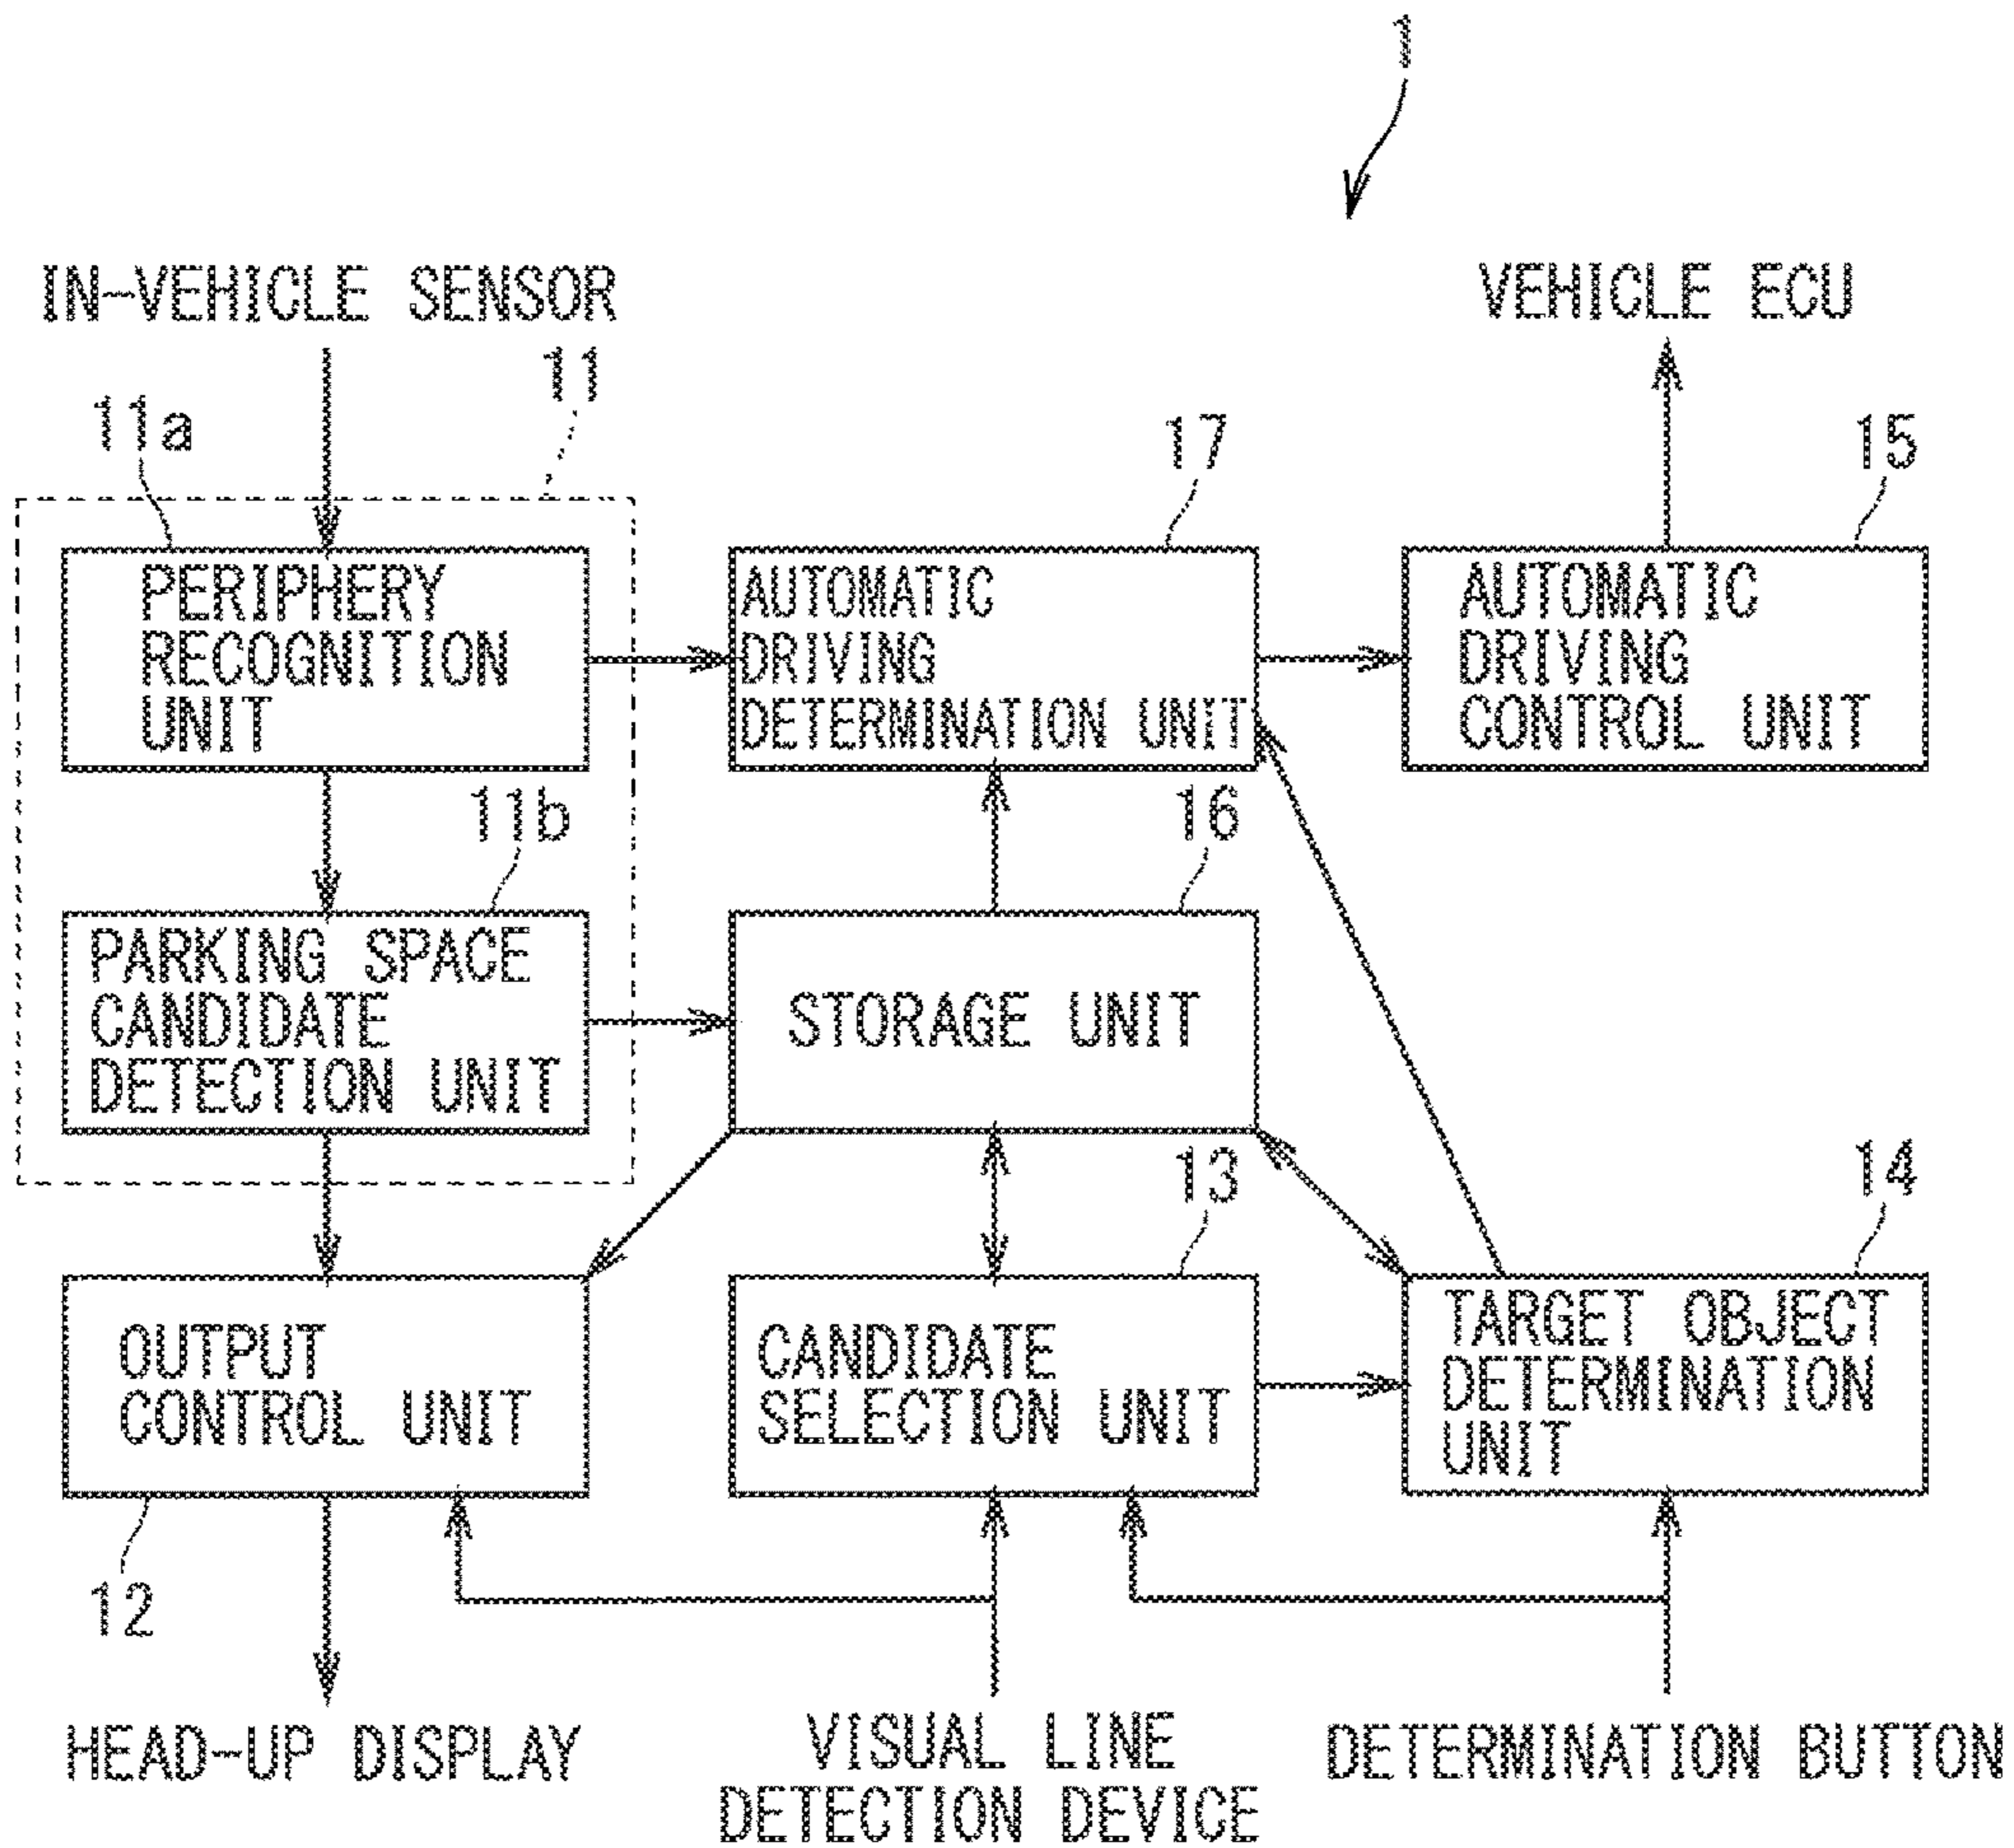 1
IN-VEHICLE SENSOR
VEHICLE ECU
11
11a
17
15
PERIPHERY
RECOGNITION
UNIT
AUTOMATIC
DRIVING
DETERMINATION UNIT
AUTOMATIC
DRIVING
CONTROL UNIT
11b
16
PARKING SPACE
CANDIDATE
DETECTION UNIT
STORAGE UNIT
13
14
OUTPUT
CONTROL UNIT
CANDIDATE
SELECTION UNIT
TARGET OBJECT
DETERMINATION
UNIT
12
HEAD-UP DISPLAY
VISUAL LINE
DETECTION DEVICE
DETERMINATION BUTTON